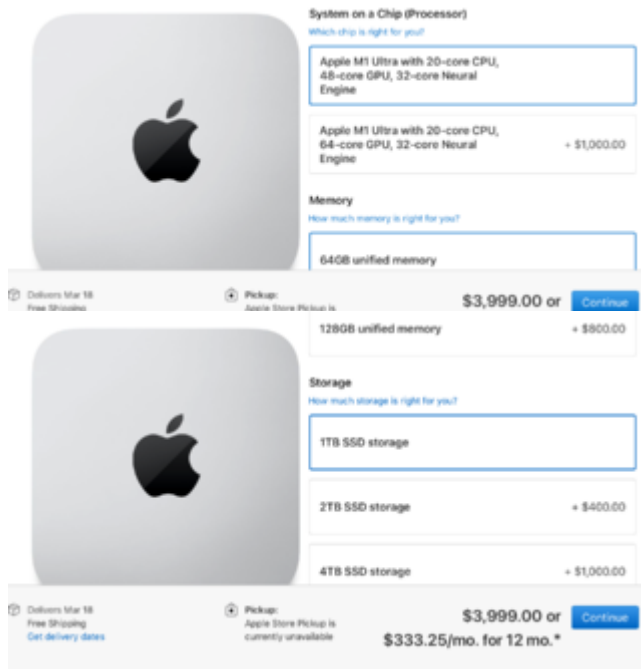 System on a Chip (Processor)
Which chip is right for you?
Apple M1 Ultra with 20-core CPU,
48-core GPU, 32-core Neural
Engine
Apple M1 Ultra with 20-core CPU,
64-core GPU, 32-core Neural
Engine
+ $1,000.00
Memory
How much memory is right for you?
64GB unified memory
Delivers Mar 18
Free Shipping
Pickup:
Apple Store Pickup is
$3,999.00 or
Continue
128GB unified memory
+ $800.00
Storage
How much storage is right for you?
1TB SSD storage
2TB SSD storage
+ $400.00
4TB SSD storage
+ $1,000.00
Delivers Mar 18
Free Shipping
Get delivery dates
Pickup:
Apple Store Pickup is
currently unavailable
$3,999.00 or
$333.25/mo. for 12 mo.*
Continue